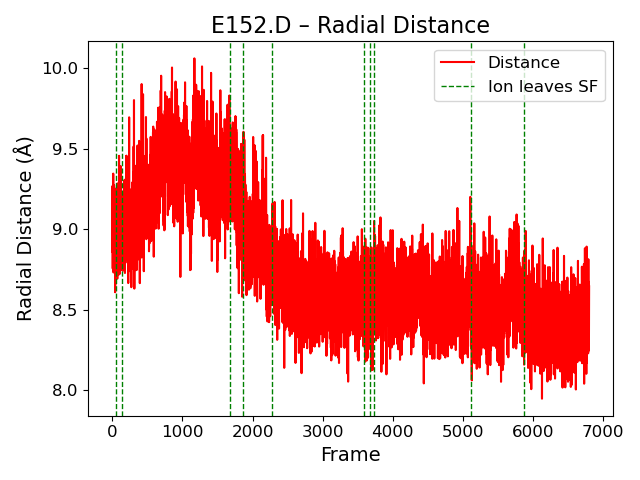 E152.D – Radial Distance
Radial Distance (Å)
10.0
9.5
9.0
8.5
8.0
Distance
Ion leaves SF
0 1000 2000 3000 4000 5000 6000 7000
Frame